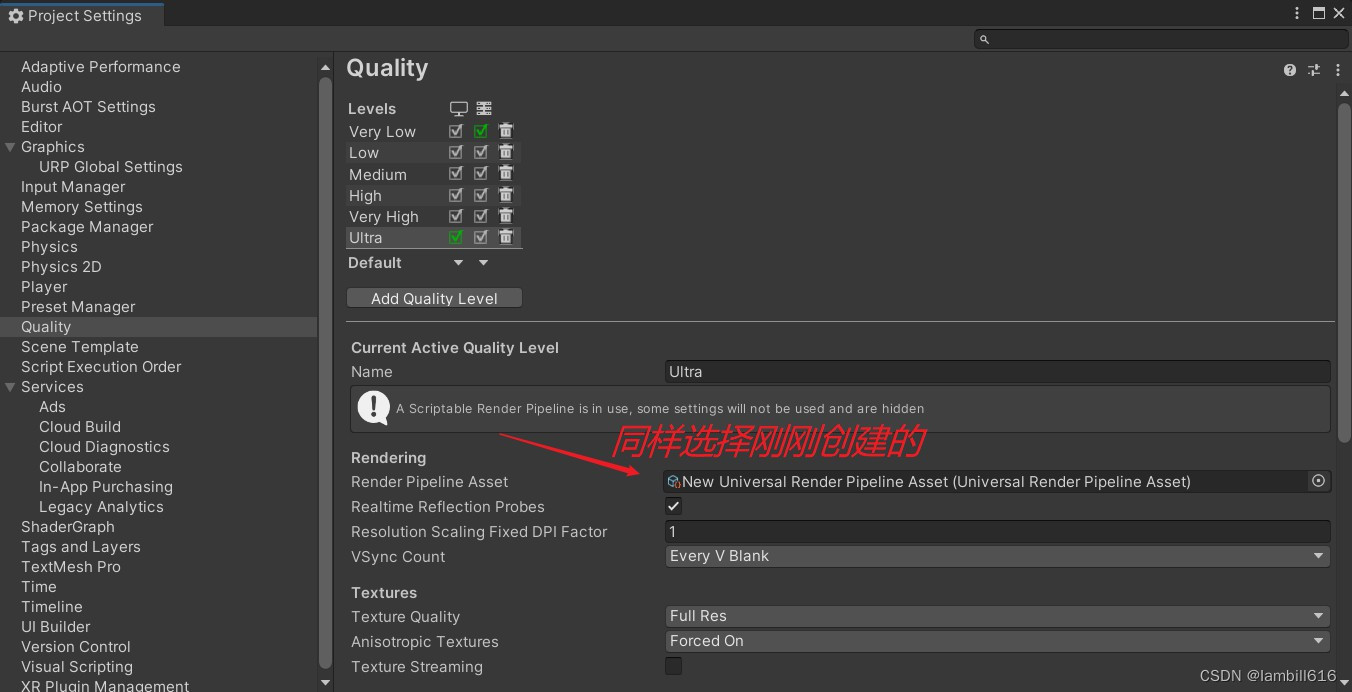 Project Settings
Adaptive Performance
Audio
Burst AOT Settings
Editor
Graphics
URP Global Settings
Input Manager
Memory Settings
Package Manager
Physics
Physics 2D
Player
Preset Manager
Quality
Scene Template
Script Execution Order
Services
Ads
Cloud Build
Cloud Diagnostics
Collaborate
In-App Purchasing
Legacy Analytics
ShaderGraph
Tags and Layers
TextMesh Pro
Time
Timeline
UI Builder
Version Control
Visual Scripting
XR Plugin Management
Quality
Levels
Very Low
Low
Medium
High
Very High
Ultra
Default
Add Quality Level
Current Active Quality Level
Name Ultra
A Scriptable Render Pipeline is in use, some settings will not be used and are hidden
同样选择刚刚创建的
Rendering
Render Pipeline Asset New Universal Render Pipeline Asset (Universal Render Pipeline Asset)
Realtime Reflection Probes
Resolution Scaling Fixed DPI Factor 1
VSync Count Every V Blank
Textures
Texture Quality Full Res
Anisotropic Textures Forced On
Texture Streaming
CSDN @Iambill616